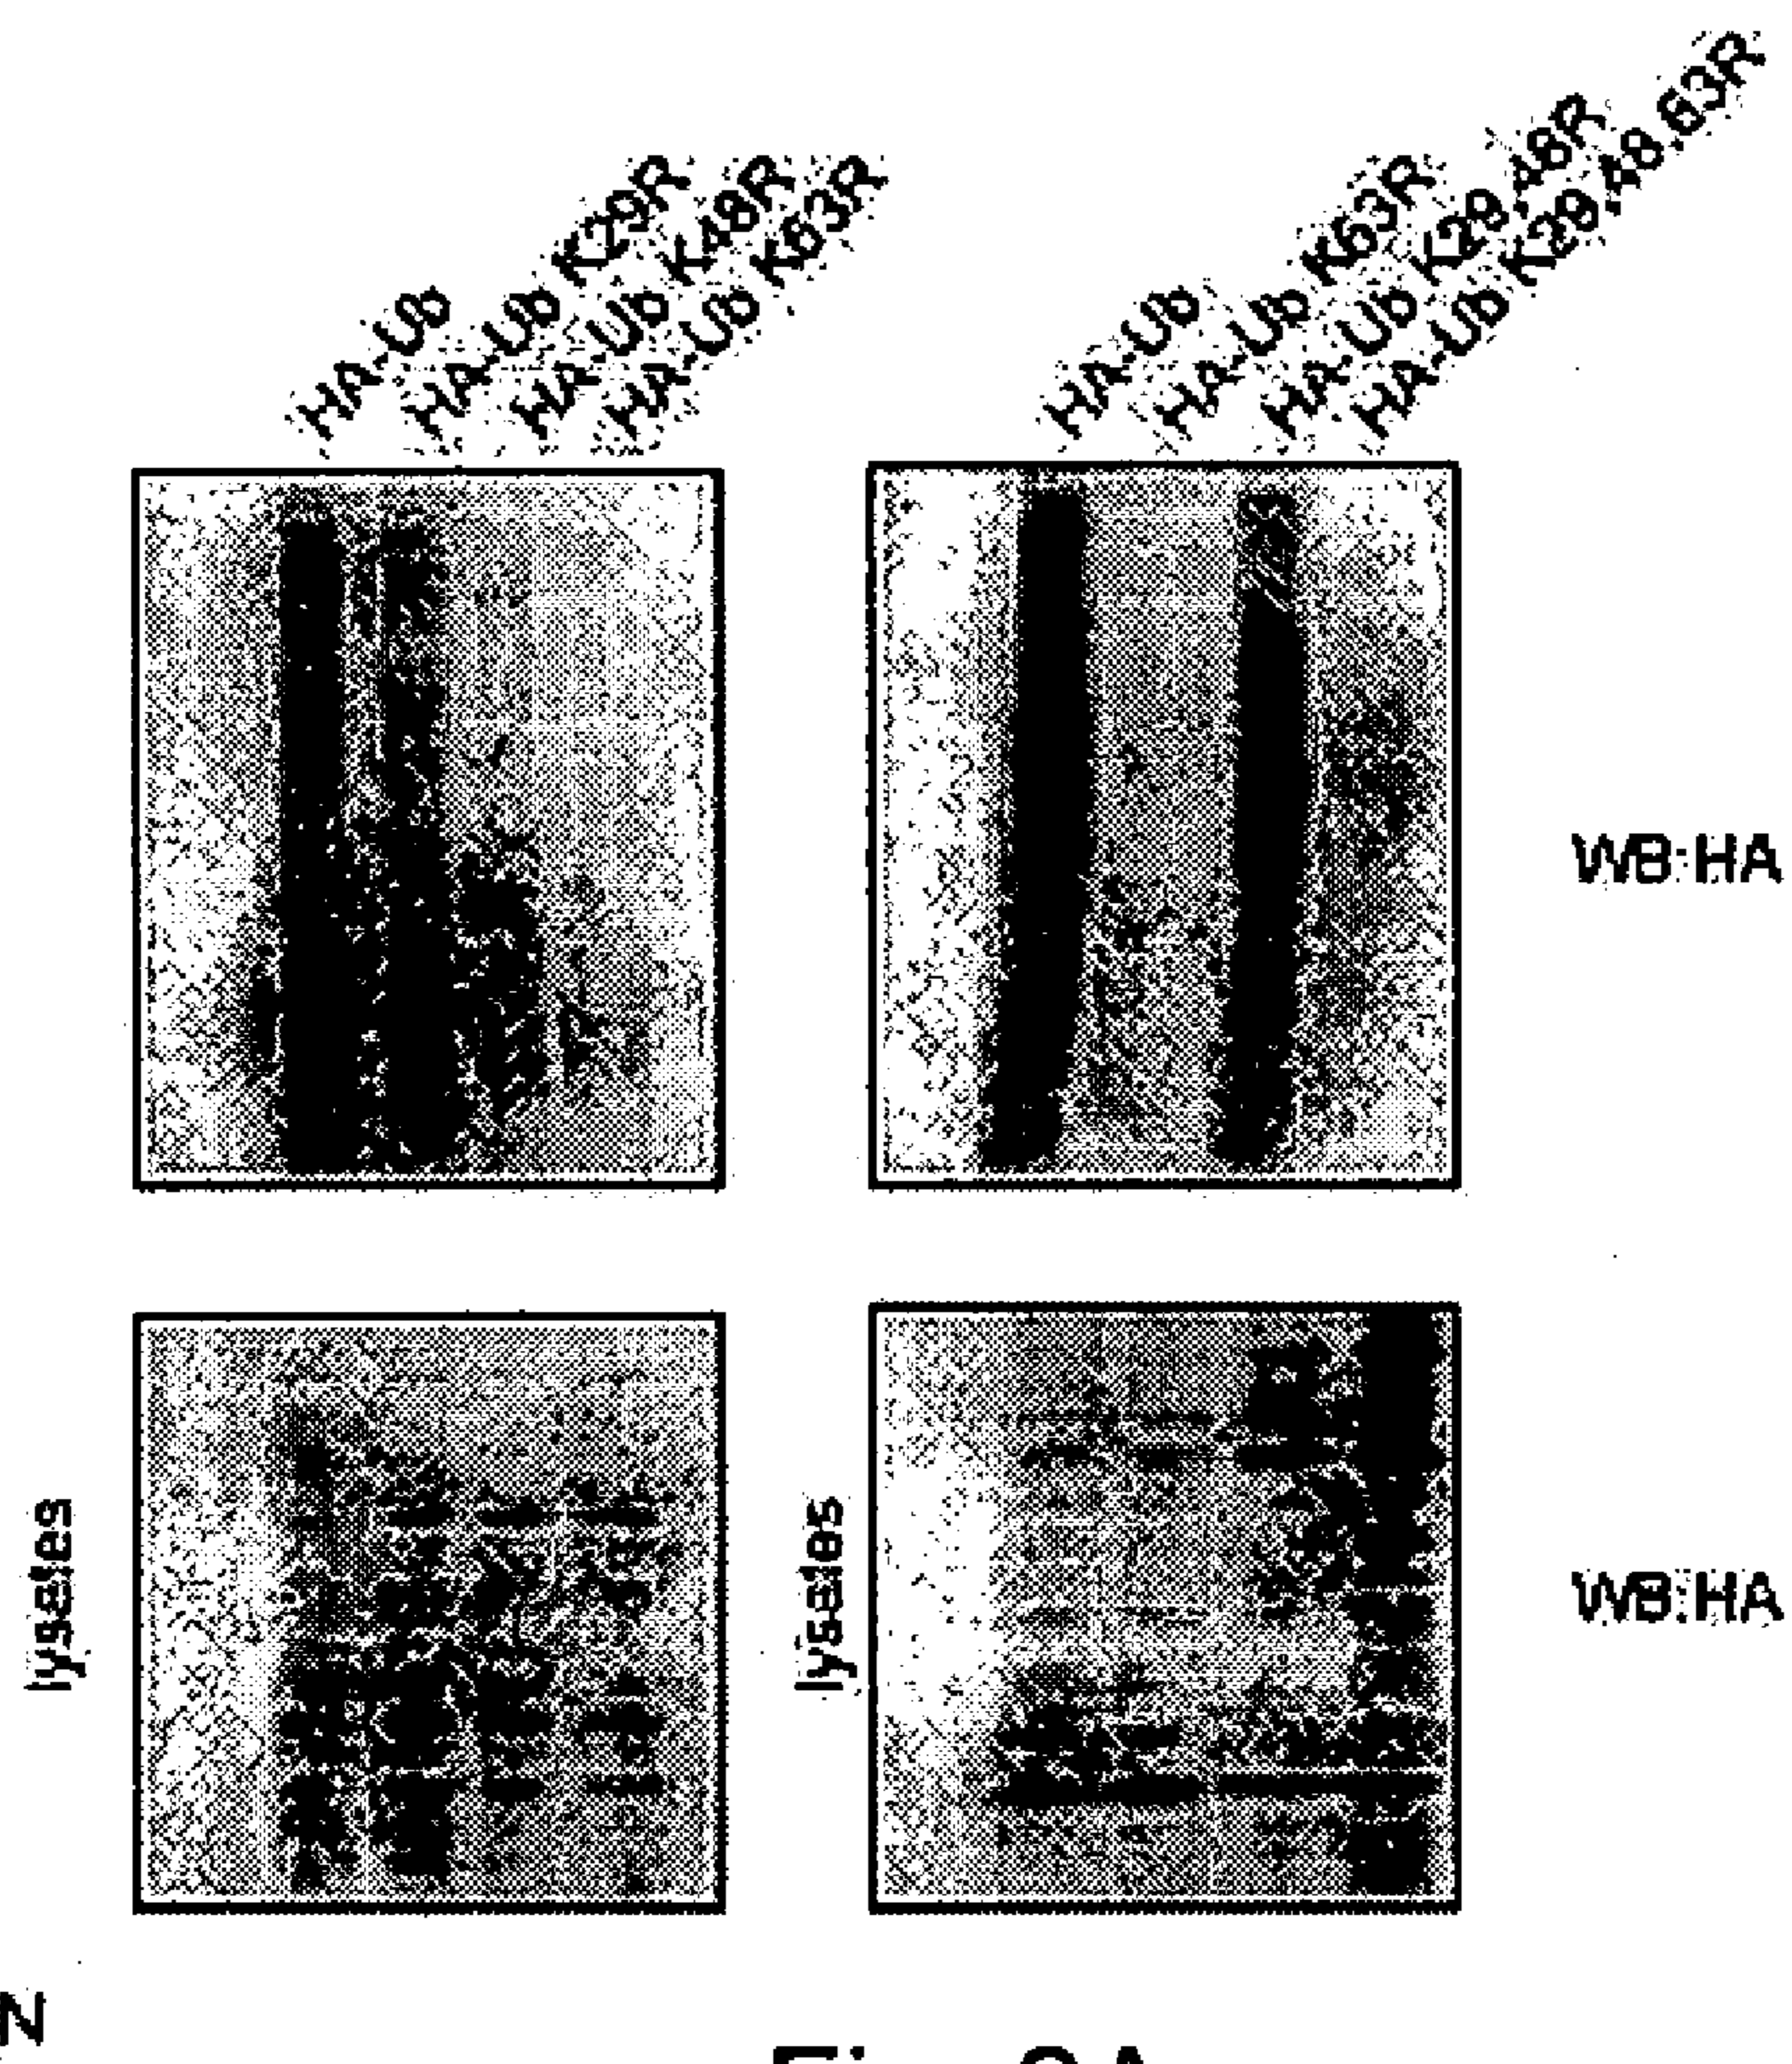 HA-Ub
HA-Ub K29R
HA-Ub K48R
HA-Ub K63R
HA-Ub
HA-Ub K63R
HA-Ub K29,48R
HA-Ub K29,48,63R
WB:HA
lysates
lysates
WB:HA
N